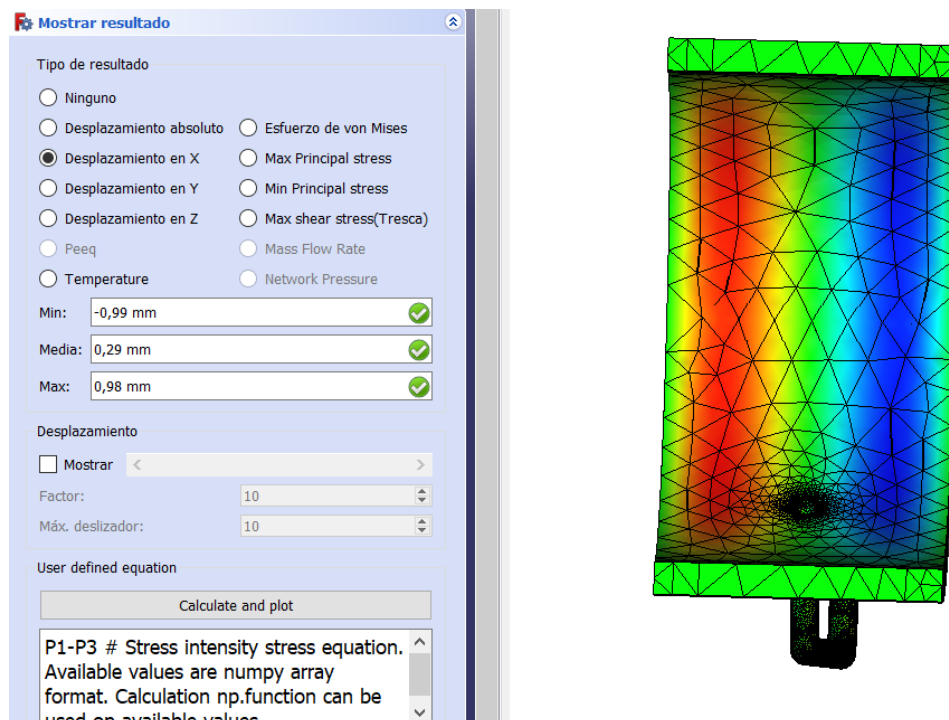 Mostrar resultado
Tipo de resultado
Ninguno
Desplazamiento absoluto Esfuerzo de von Mises
Desplazamiento en X Max Principal stress
Desplazamiento en Y Min Principal stress
Desplazamiento en Z Max shear stress(Tresca)
Peeq Mass Flow Rate
Temperature Network Pressure
Min: -0,99 mm
Media: 0,29 mm
Max: 0,98 mm
Desplazamiento
Mostrar
Factor: 10
Máx. deslizador: 10
User defined equation
Calculate and plot
P1-P3 # Stress intensity stress equation.
Available values are numpy array
format. Calculation np.function can be
used on available values